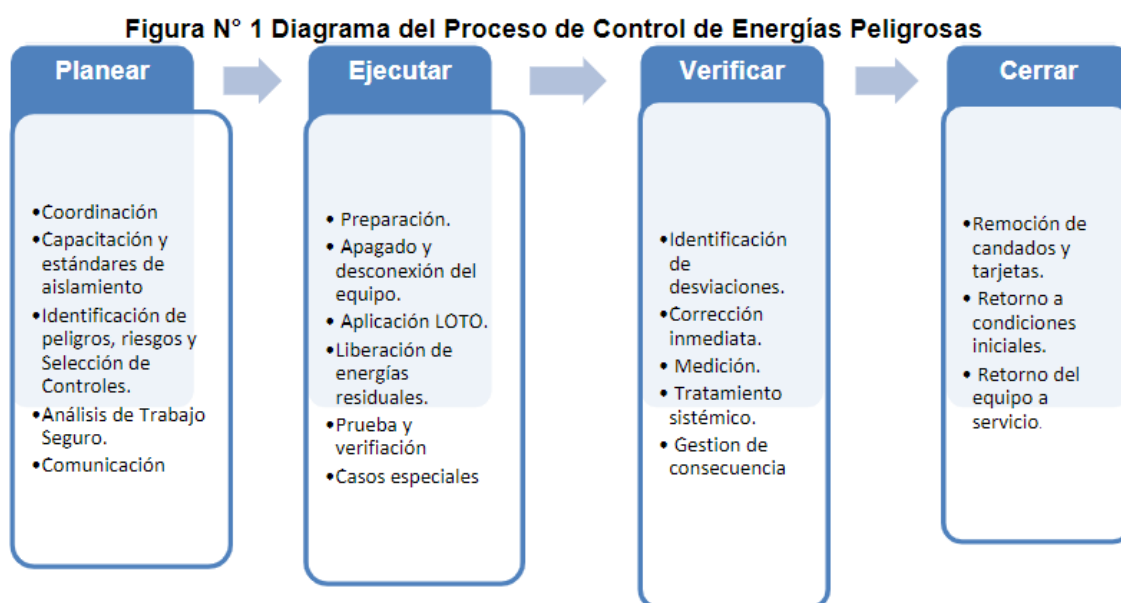 Figura N° 1 Diagrama del Proceso de Control de Energías Peligrosas
Planear
•Coordinación
•Capacitación y
estándares de
aislamiento
•Identificación de
peligros, riesgos y
Selección de
Controles.
•Análisis de Trabajo
Seguro.
•Comunicación
Ejecutar
• Preparación.
• Apagado y
desconexión del
equipo.
• Aplicación LOTO.
•Liberación de
energías
residuales.
•Prueba y
verifiación
•Casos especiales
Verificar
•Identificación
de
desviaciones.
•Corrección
inmediata.
• Medición.
• Tratamiento
sistémico.
• Gestion de
consecuencia
Cerrar
•Remoción de
candados y
tarjetas.
• Retorno a
condiciones
iniciales.
• Retorno del
equipo a
servicio.